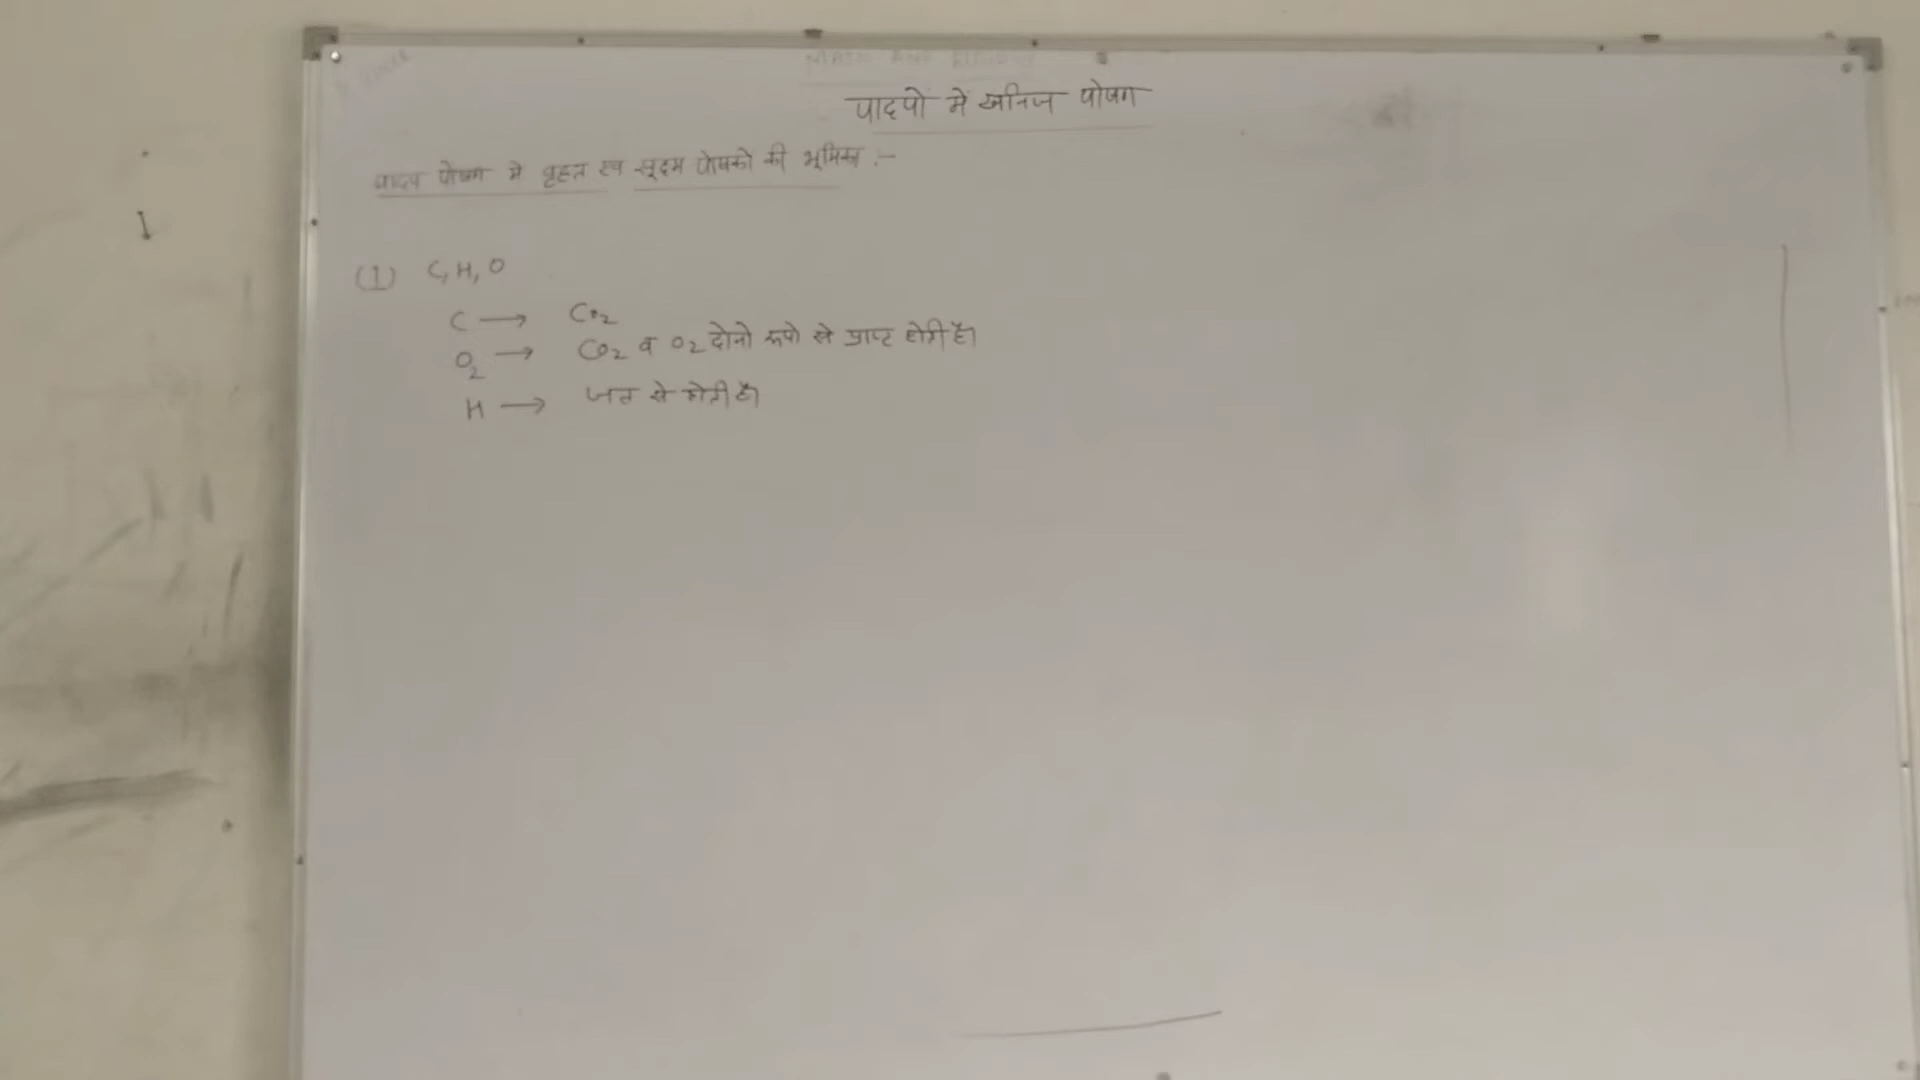 पादपो मे खनिज पोषण
पादप पोषण मे वृहत एव सूक्ष्म पोषको की भूमिका :-
(1) C, H, O
C → CO2
O2 → CO2 व O2 दोनो रूपो से प्राप्त होती है।
H → जल से होती है।